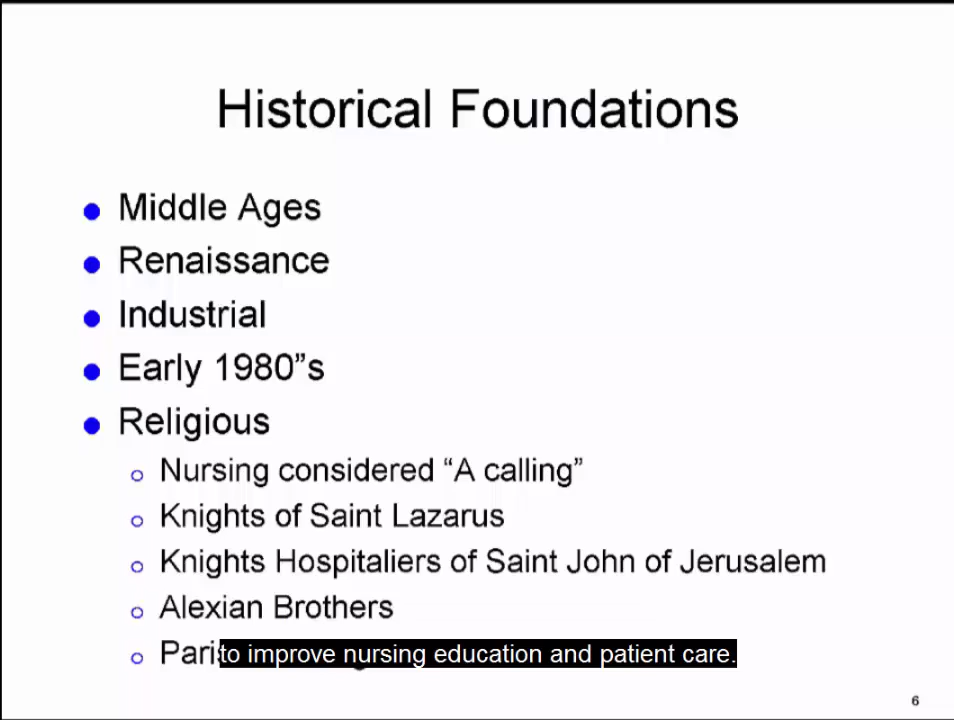 Historical Foundations
Middle Ages
Renaissance
Industrial
Early 1980”s
Religious
Nursing considered “A calling”
Knights of Saint Lazarus
Knights Hospitaliers of Saint John of Jerusalem
Alexian Brothers
to improve nursing education and patient care.
6